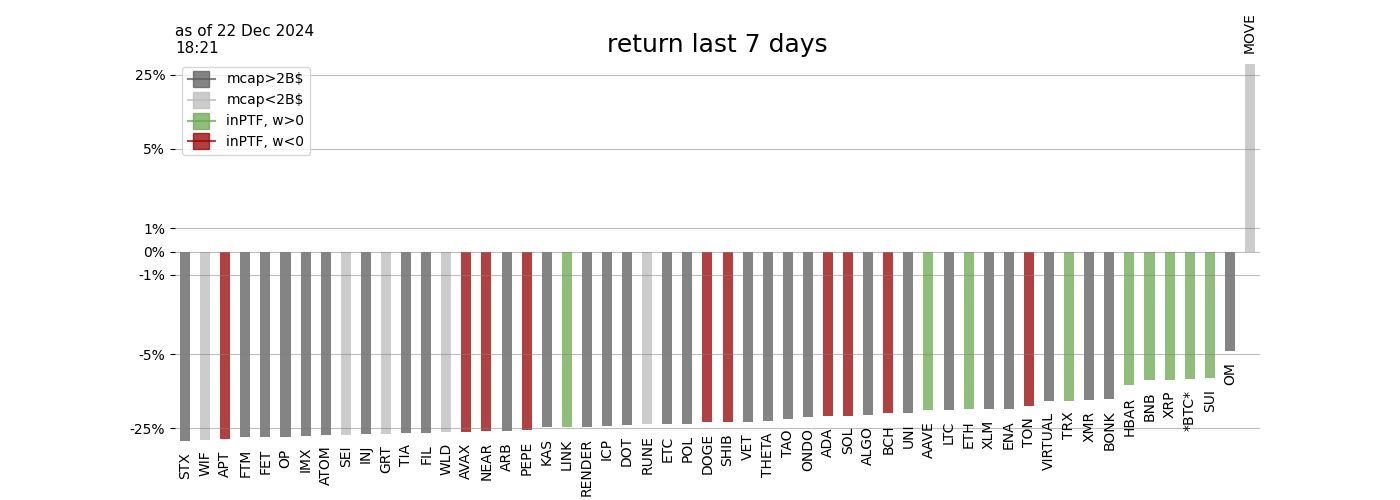 as of 22 Dec 2024
18:21
return last 7 days
MOVE
25%
5%
1%
0%
-1%
-5%
-25%
mcap>2B$
mcap<2B$
inPTF, w>0
inPTF, w<0
STX
WIF
APT
FTM
FET
OP
IMX
ATOM
SEI
INJ
GRT
TIA
FIL
WLD
AVAX
NEAR
ARB
PEPE
KAS
LINK
RENDER
ICP
DOT
RUNE
ETC
POL
DOGE
SHIB
VET
THETA
TAO
ONDO
ADA
SOL
ALGO
BCH
UNI
AAVE
LTC
ETH
XLM
ENA
TON
VIRTUAL
TRX
XMR
BONK
HBAR
BNB
XRP
*BTC*
SUI
OM